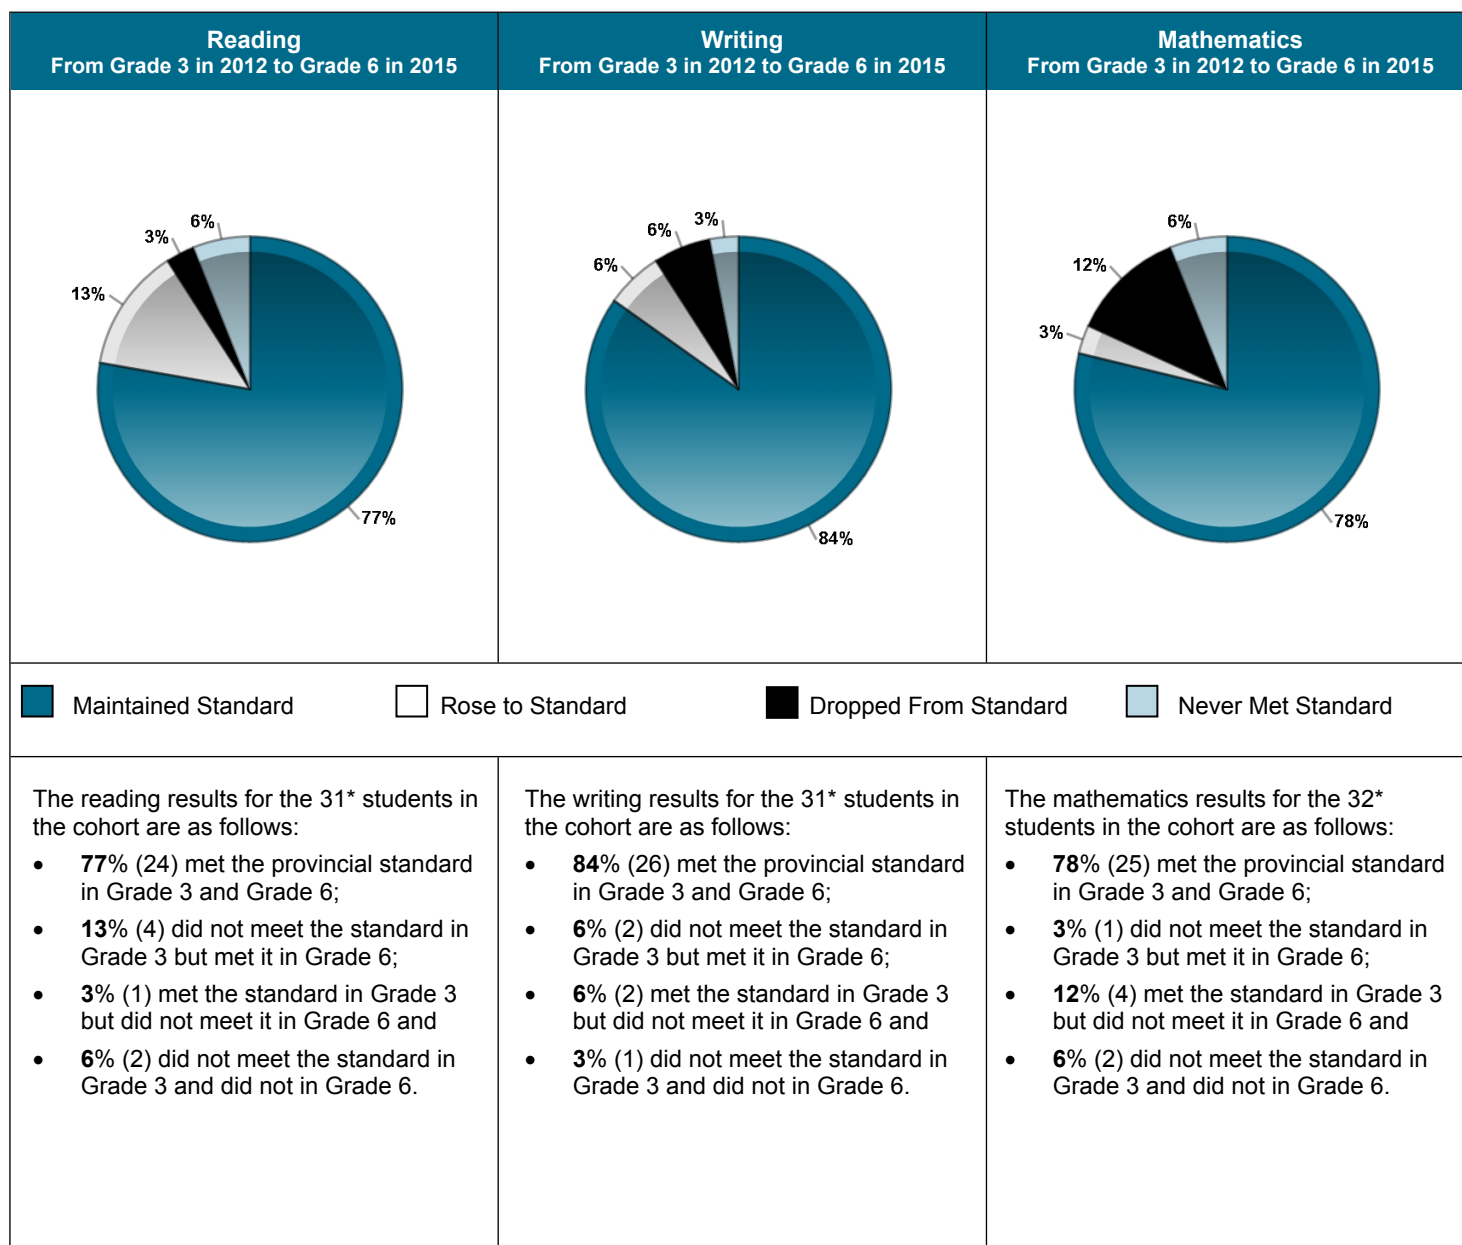 Reading
From Grade 3 in 2012 to Grade 6 in 2015
Writing
From Grade 3 in 2012 to Grade 6 in 2015
Mathematics
From Grade 3 in 2012 to Grade 6 in 2015
6%
3%
13%
77%
3%
6%
6%
84%
6%
12%
3%
78%
Maintained Standard
Rose to Standard
Dropped From Standard
Never Met Standard
The reading results for the 31* students in
the cohort are as follows:
• 77% (24) met the provincial standard
in Grade 3 and Grade 6;
• 13% (4) did not meet the standard in
Grade 3 but met it in Grade 6;
• 3% (1) met the standard in Grade 3
but did not meet it in Grade 6 and
• 6% (2) did not meet the standard in
Grade 3 and did not in Grade 6.
The writing results for the 31* students in
the cohort are as follows:
• 84% (26) met the provincial standard
in Grade 3 and Grade 6;
• 6% (2) did not meet the standard in
Grade 3 but met it in Grade 6;
• 6% (2) met the standard in Grade 3
but did not meet it in Grade 6 and
• 3% (1) did not meet the standard in
Grade 3 and did not in Grade 6.
The mathematics results for the 32*
students in the cohort are as follows:
• 78% (25) met the provincial standard
in Grade 3 and Grade 6;
• 3% (1) did not meet the standard in
Grade 3 but met it in Grade 6;
• 12% (4) met the standard in Grade 3
but did not meet it in Grade 6 and
• 6% (2) did not meet the standard in
Grade 3 and did not in Grade 6.